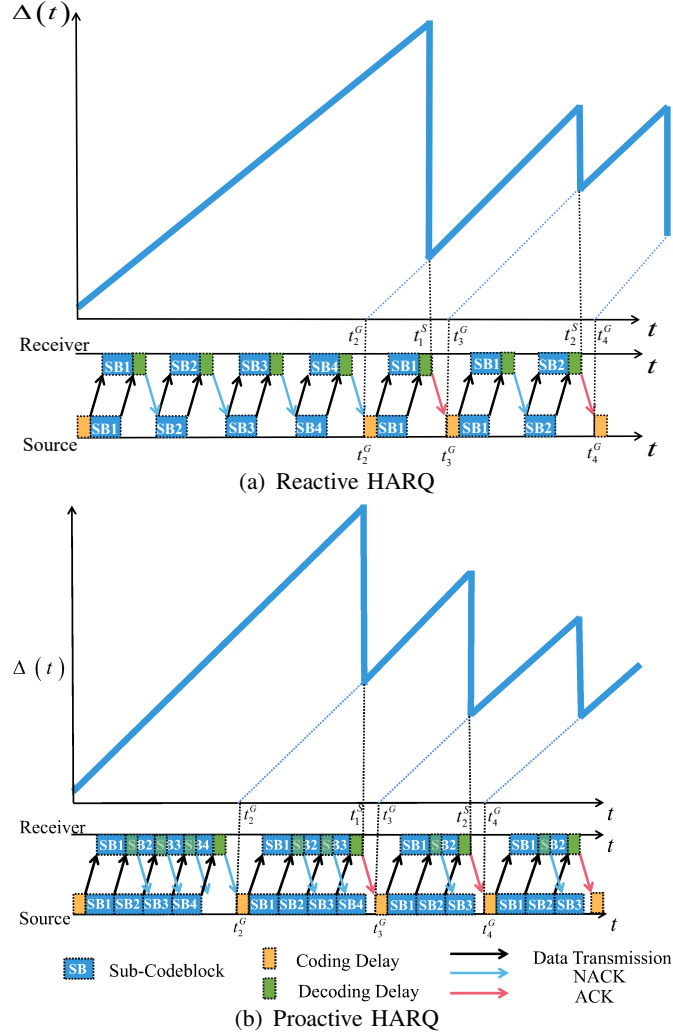 Δ(t)
t
t₂ᴳ t₁ˢ t₃ᴳ t₂ˢ t₄ᴳ
Receiver
t
SB1 SB2 SB3 SB4 SB1 SB1 SB2
SB1 SB2 SB3 SB4 SB1 SB1 SB2
Source
t₂ᴳ t₃ᴳ t₄ᴳ
t
(a) Reactive HARQ
Δ(t)
t₂ᴳ t₁ˢ t₃ᴳ t₂ˢ t₄ᴳ
t
Receiver
t
SB1 SB2 SB3 SB4 SB1 SB2 SB3 SB1 SB2 SB1 SB2
SB1 SB2 SB3 SB4 SB1 SB2 SB3 SB4 SB1 SB2 SB3 SB1 SB2 SB3
Source
t₂ᴳ t₃ᴳ t₄ᴳ
t
SB Sub-Codeblock
Coding Delay
Decoding Delay
Data Transmission
NACK
ACK
(b) Proactive HARQ